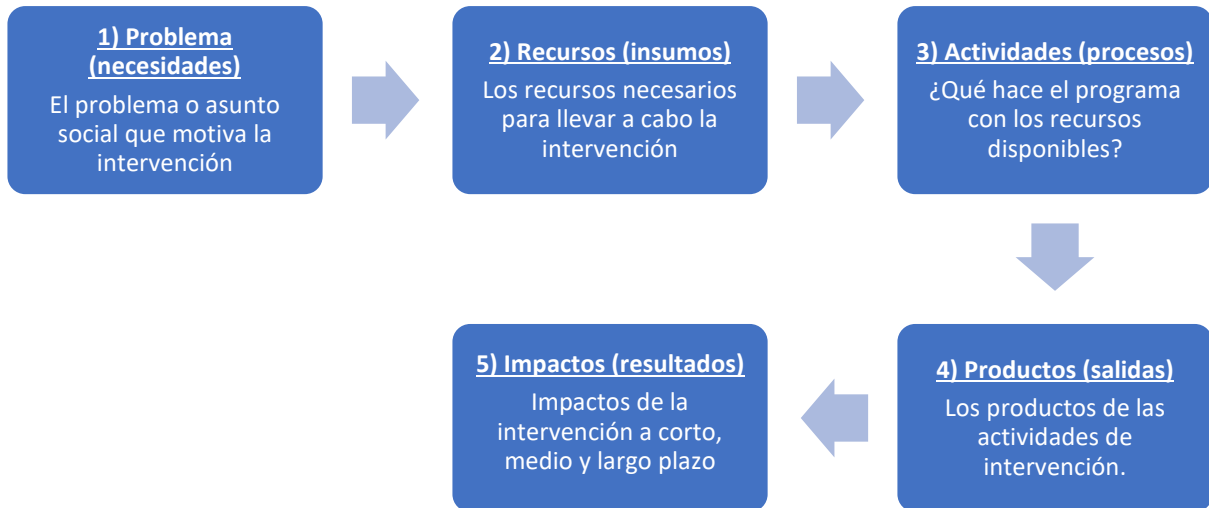 1) Problema
(necesidades)
El problema o asunto
social que motiva la
intervención
2) Recursos (insumos)
Los recursos necesarios
para llevar a cabo la
intervención
3) Actividades (procesos)
¿Qué hace el programa
con los recursos
disponibles?
4) Productos (salidas)
Los productos de las
actividades de
intervención.
5) Impactos (resultados)
Impactos de la
intervención a corto,
medio y largo plazo